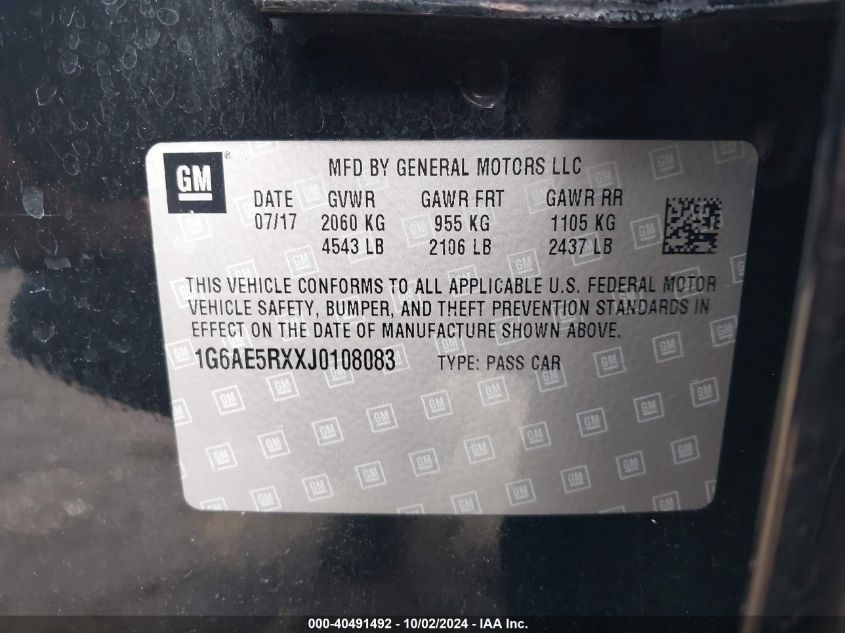 GM ®
MFD BY GENERAL MOTORS LLC
DATE GVWR GAWR FRT GAWR RR
07/17 2060 KG 955 KG 1105 KG
4543 LB 2106 LB 2437 LB
THIS VEHICLE CONFORMS TO ALL APPLICABLE U.S. FEDERAL MOTOR
VEHICLE SAFETY, BUMPER, AND THEFT PREVENTION STANDARDS IN
EFFECT ON THE DATE OF MANUFACTURE SHOWN ABOVE.
1G6AE5RXXJ0108083 TYPE: PASS CAR
000-40491492 - 10/02/2024 - IAA Inc.